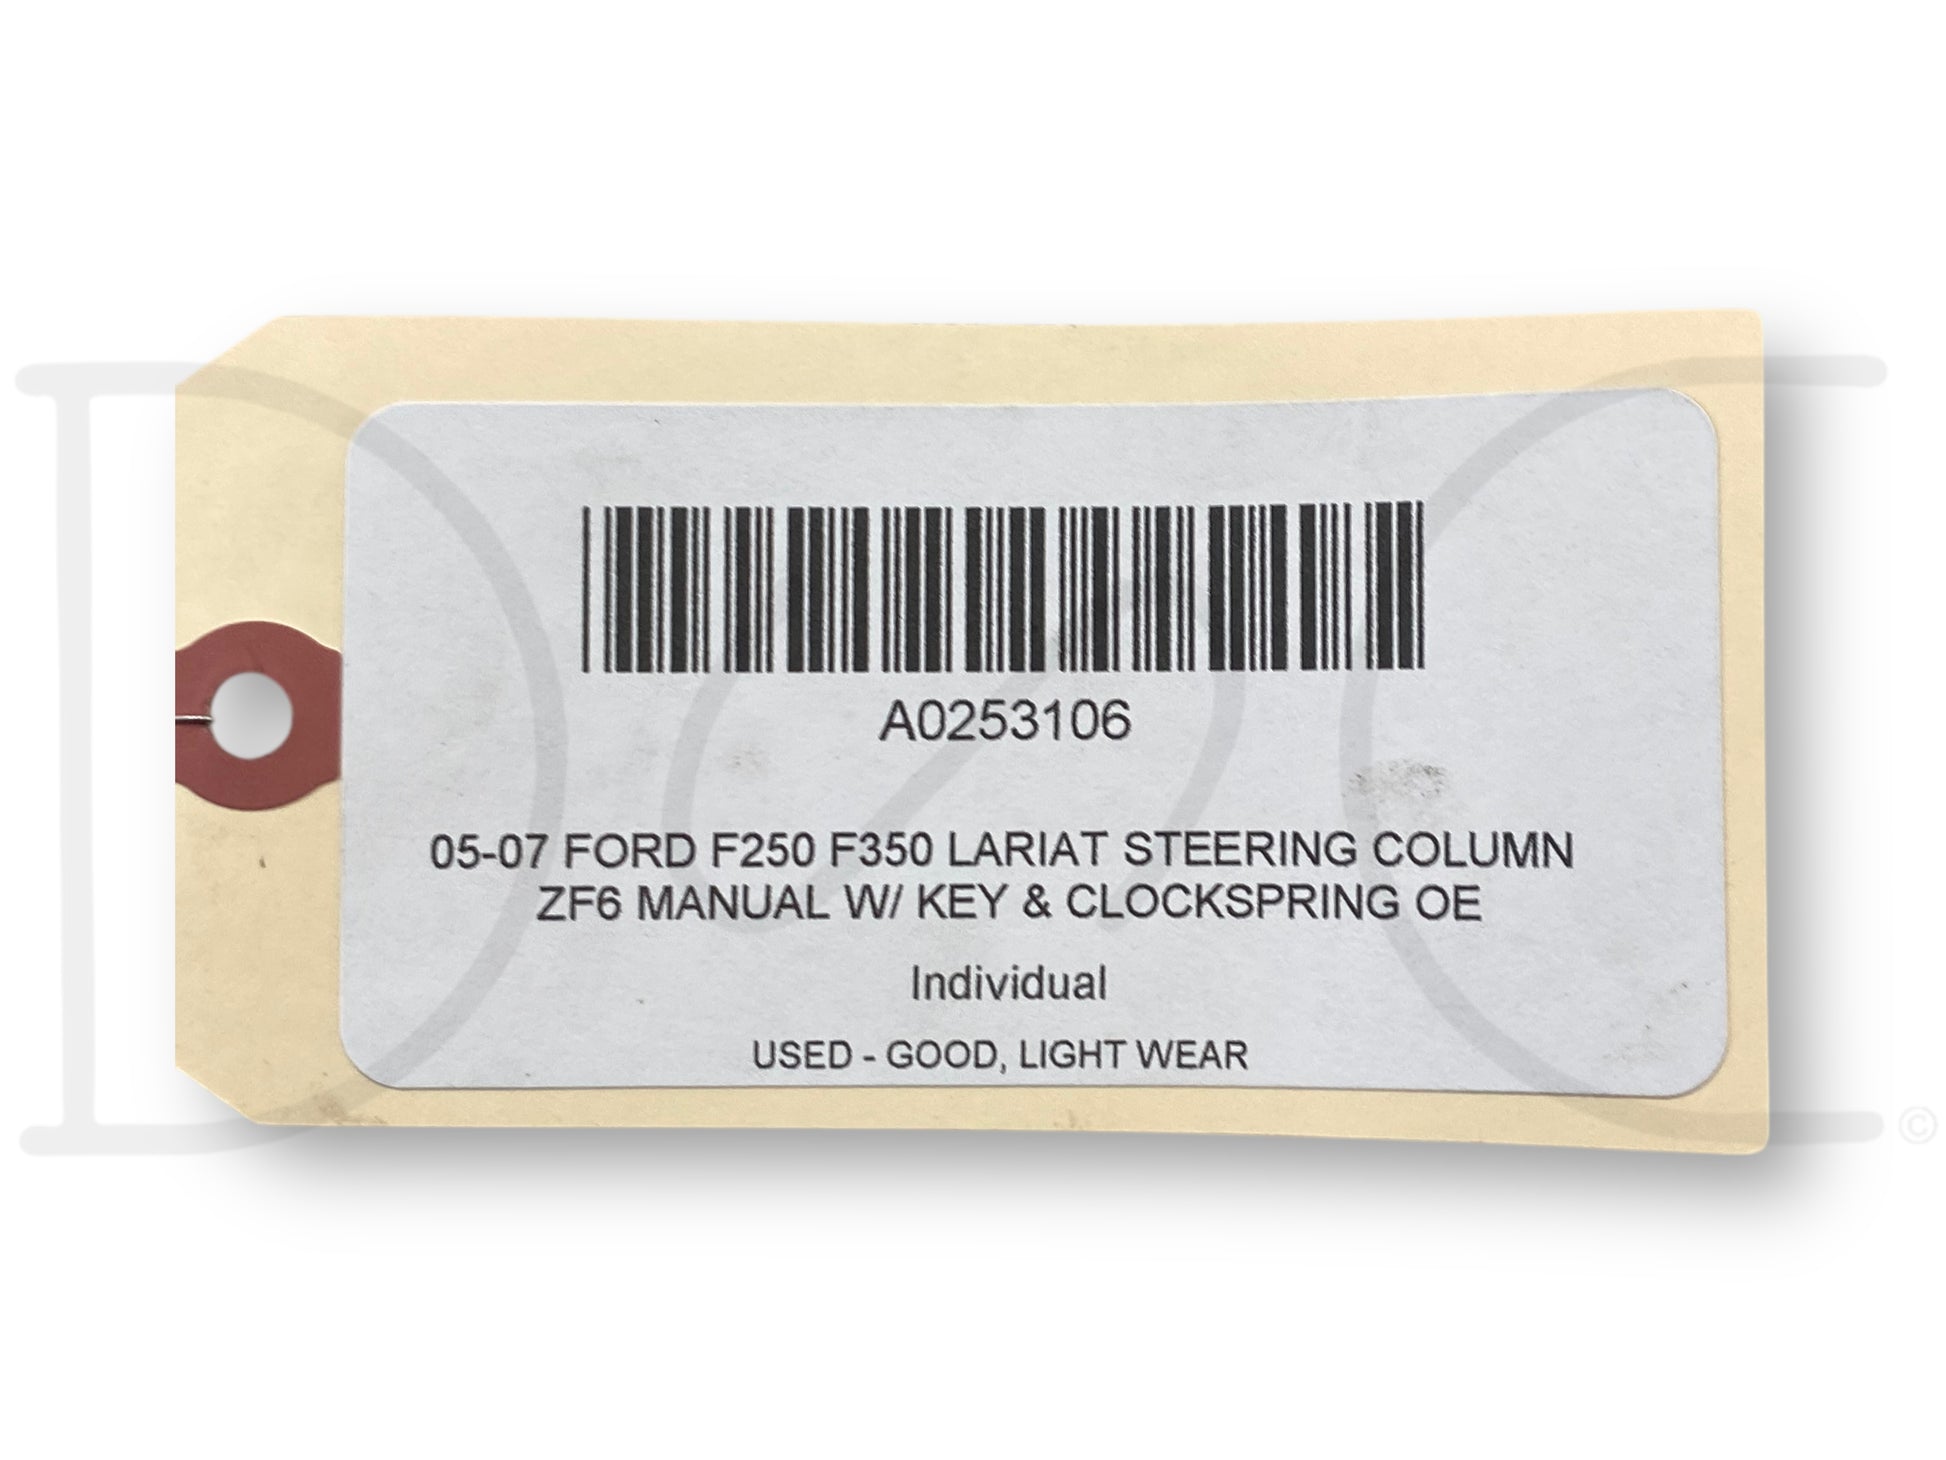 A0253106
05-07 FORD F250 F350 LARIAT STEERING COLUMN
ZF6 MANUAL W/ KEY & CLOCKSPRING OE
Individual
USED - GOOD, LIGHT WEAR
©